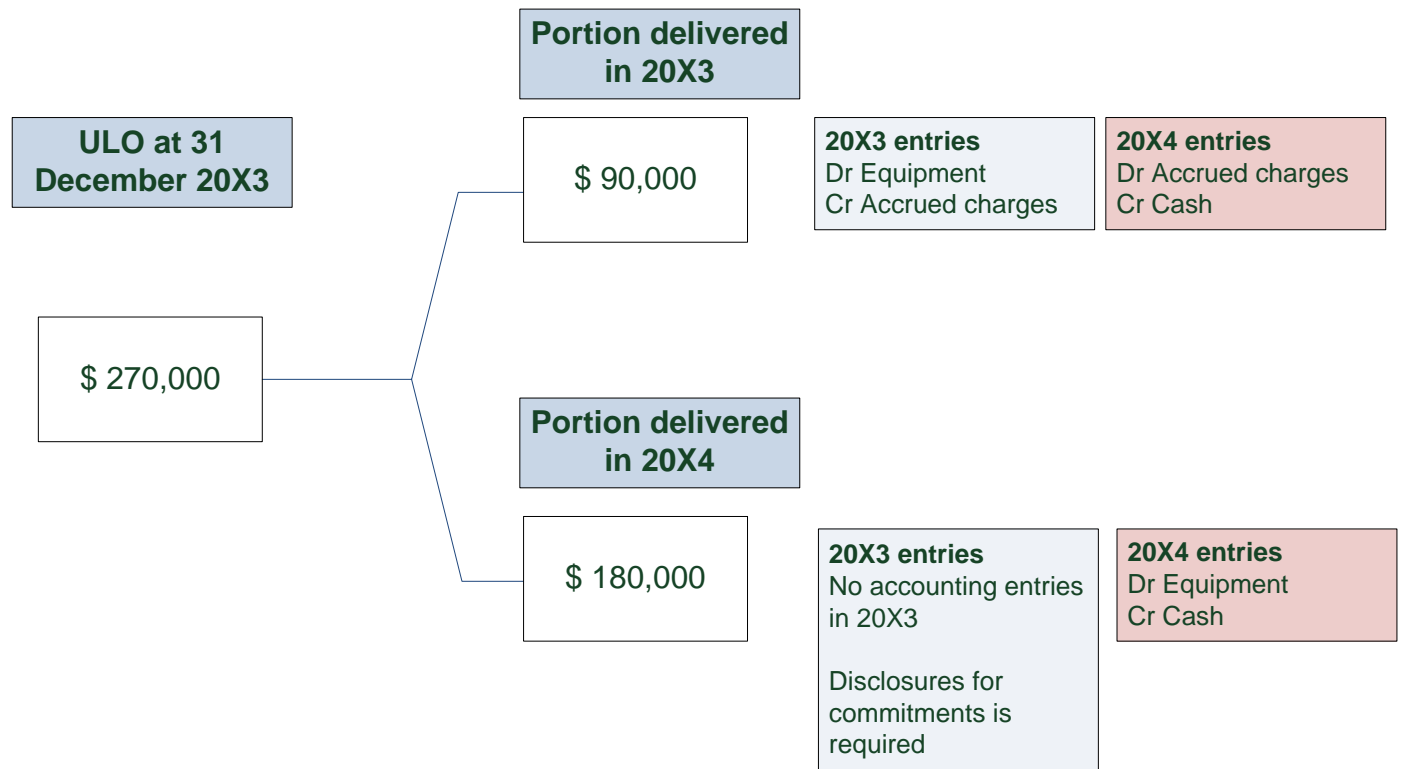 Portion delivered
in 20X3
ULO at 31
December 20X3
$ 90,000
20X3 entries
Dr Equipment
Cr Accrued charges
20X4 entries
Dr Accrued charges
Cr Cash
$ 270,000
Portion delivered
in 20X4
$ 180,000
20X3 entries
No accounting entries
in 20X3
Disclosures for
commitments is
required
20X4 entries
Dr Equipment
Cr Cash